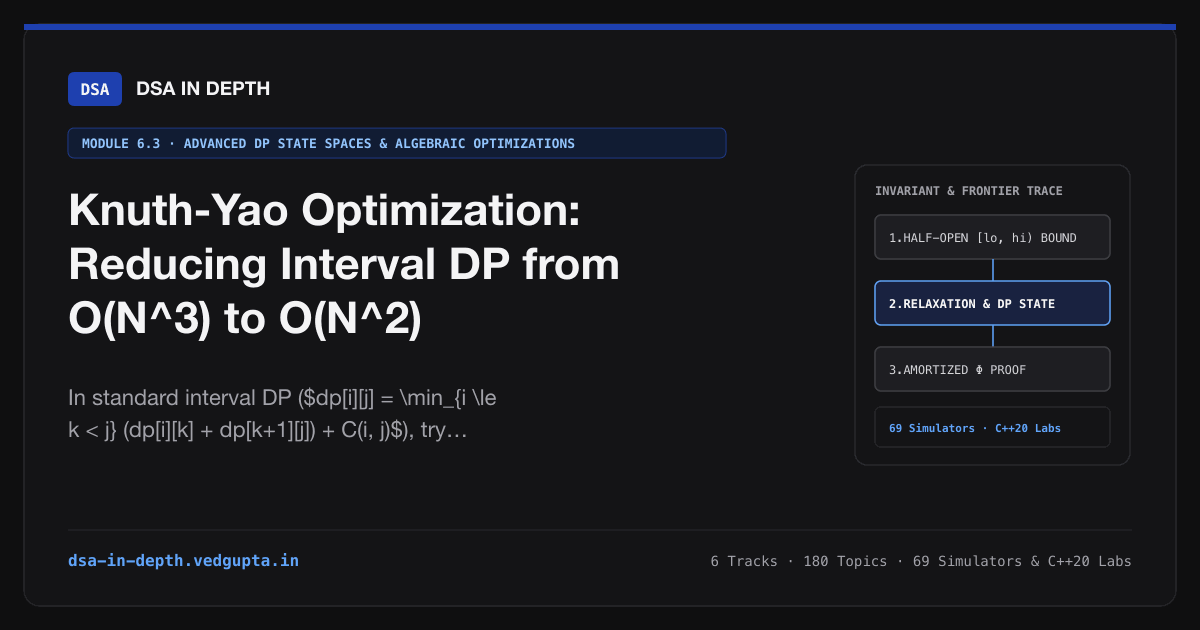 DSA
DSA IN DEPTH
MODULE 6.3 · ADVANCED DP STATE SPACES & ALGEBRAIC OPTIMIZATIONS
Knuth-Yao Optimization:
Reducing Interval DP from
O(N^3) to O(N^2)
In standard interval DP ($dp[i][j] = \min_{i \le
k < j} (dp[i][k] + dp[k+1][j]) + C(i, j)$), try…
INVARIANT & FRONTIER TRACE
1.HALF-OPEN [lo, hi) BOUND
2.RELAXATION & DP STATE
3.AMORTIZED Φ PROOF
69 Simulators · C++20 Labs
dsa-in-depth.vedgupta.in
6 Tracks · 180 Topics · 69 Simulators & C++20 Labs